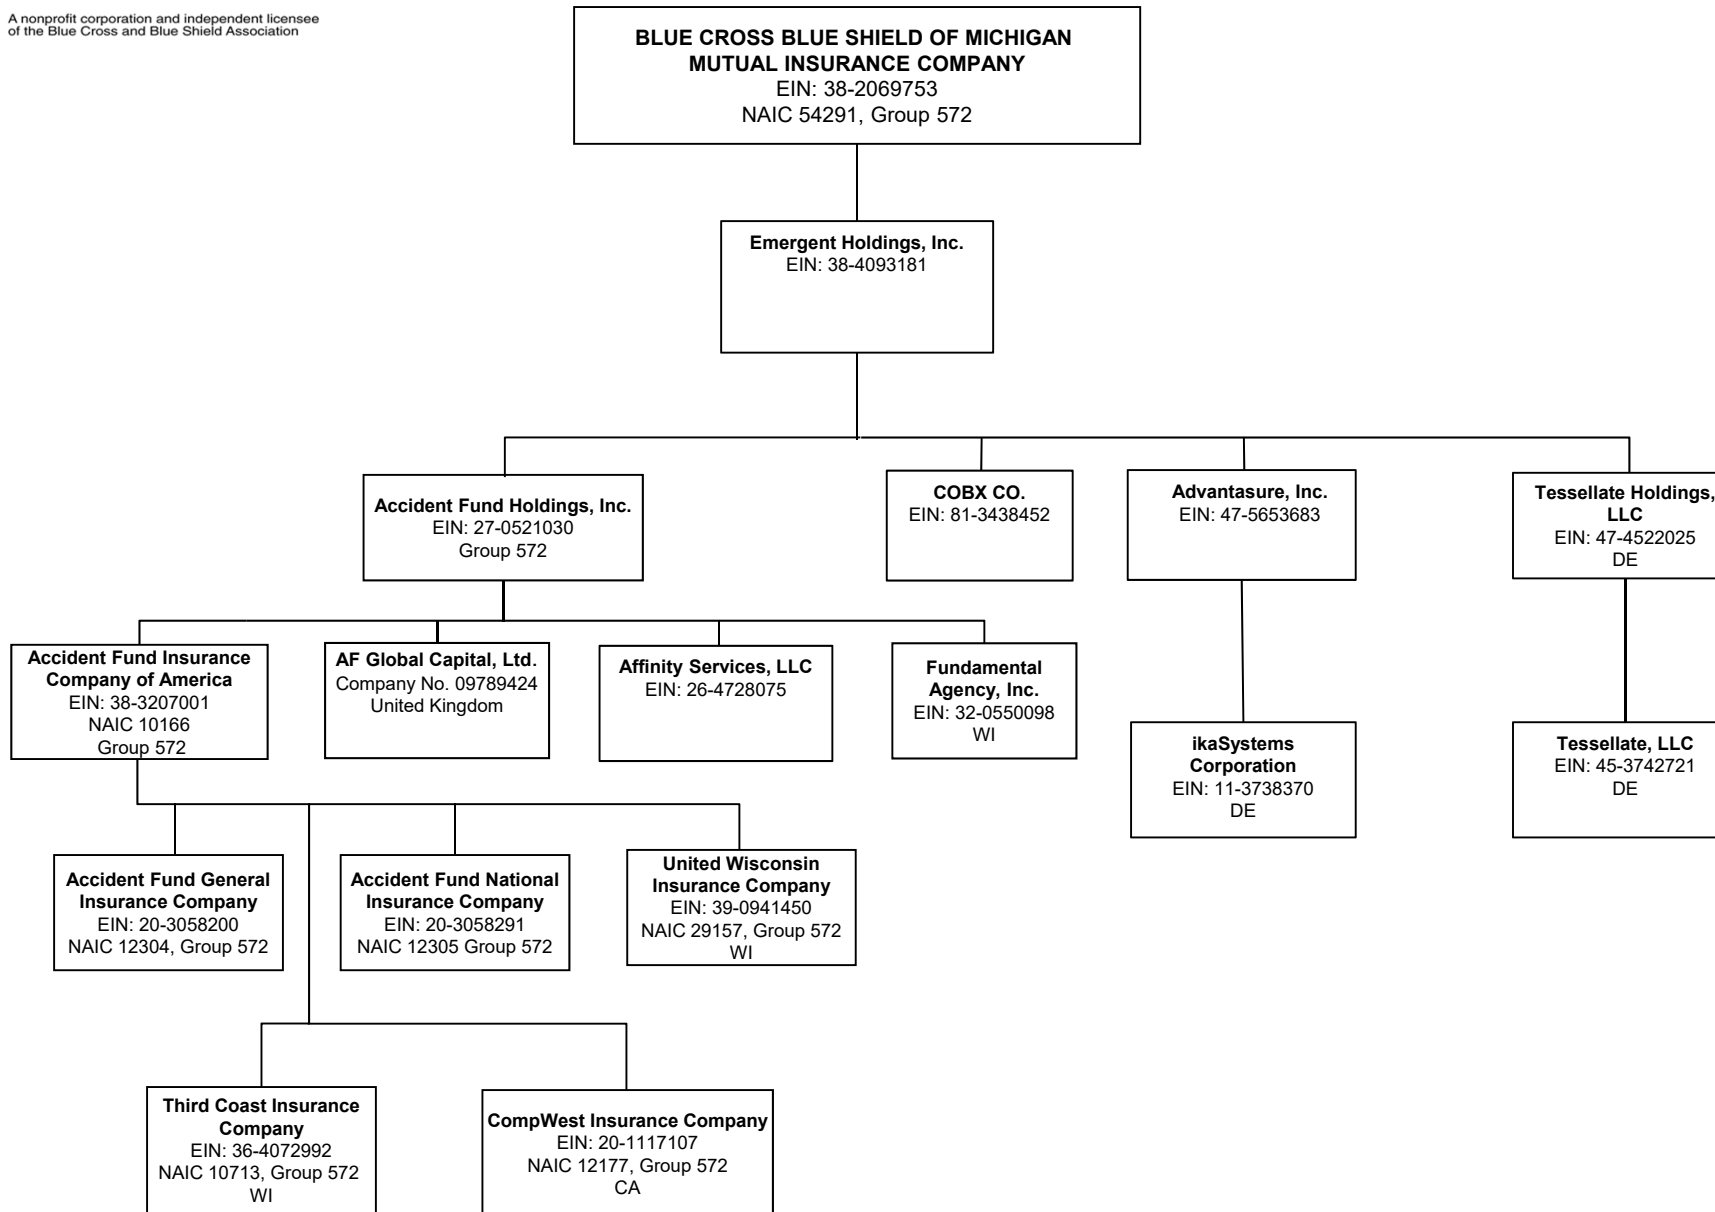 A nonprofit corporation and independent licensee
of the Blue Cross and Blue Shield Association
BLUE CROSS BLUE SHIELD OF MICHIGAN
MUTUAL INSURANCE COMPANY
EIN: 38-2069753
NAIC 54291, Group 572
Emergent Holdings, Inc.
EIN: 38-4093181
Accident Fund Holdings, Inc.
EIN: 27-0521030
Group 572
COBX CO.
EIN: 81-3438452
Advantasure, Inc.
EIN: 47-5653683
Tessellate Holdings,
LLC
EIN: 47-4522025
DE
Accident Fund Insurance
Company of America
EIN: 38-3207001
NAIC 10166
Group 572
AF Global Capital, Ltd.
Company No. 09789424
United Kingdom
Affinity Services, LLC
EIN: 26-4728075
Fundamental
Agency, Inc.
EIN: 32-0550098
WI
ikaSystems
Corporation
EIN: 11-3738370
DE
Tessellate, LLC
EIN: 45-3742721
DE
Accident Fund General
Insurance Company
EIN: 20-3058200
NAIC 12304, Group 572
Accident Fund National
Insurance Company
EIN: 20-3058291
NAIC 12305 Group 572
United Wisconsin
Insurance Company
EIN: 39-0941450
NAIC 29157, Group 572
WI
Third Coast Insurance
Company
EIN: 36-4072992
NAIC 10713, Group 572
WI
CompWest Insurance Company
EIN: 20-1117107
NAIC 12177, Group 572
CA